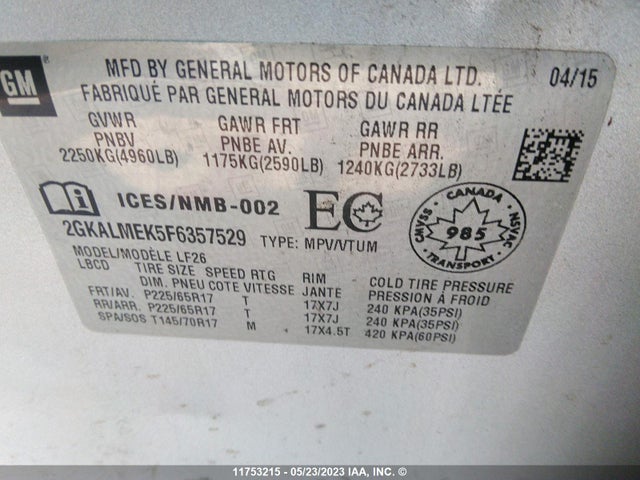 GM
MFD BY GENERAL MOTORS OF CANADA LTD. 04/15
FABRIQUÉ PAR GENERAL MOTORS DU CANADA LTÉE
GVWR GAWR FRT GAWR RR
PNBV PNBE AV. PNBE ARR.
2250KG(4960LB) 1175KG(2590LB) 1240KG(2733LB)
i ICES/NMB-002 EC
CANADA
CMVSS 985 NSVAC
TRANSPORT
2GKALMEK5F6357529 TYPE: MPV/VTUM
MODEL/MODÈLE LF26
LBCD TIRE SIZE SPEED RTG RIM COLD TIRE PRESSURE
DIM. PNEU COTE VITESSE JANTE PRESSION À FROID
FRT/AV. P225/65R17 T 17X7J 240 KPA(35PSI)
RR/ARR. P225/65R17 T 17X7J 240 KPA(35PSI)
SPA/SOS T145/70R17 M 17X4.5T 420 KPA(60PSI)
11753215 - 05/23/2023 IAA, Inc. ©